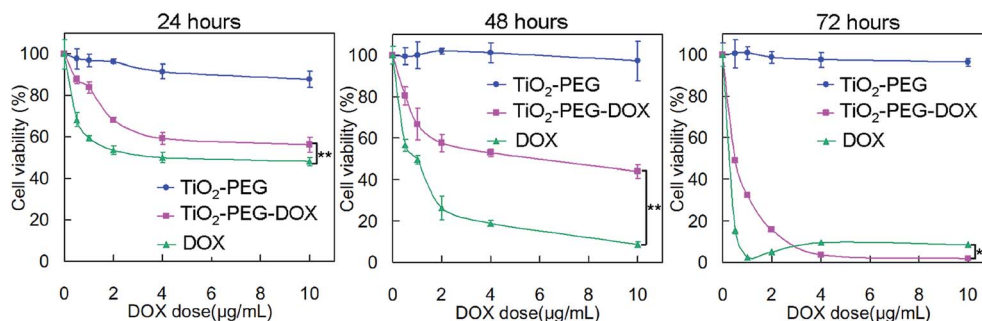 24 hours
100
80
60
40
20
0
Cell viability (%)
TiO2-PEG
TiO2-PEG-DOX
DOX
**
0 2 4 6 8 10
DOX dose(µg/mL)
48 hours
100
80
60
40
20
0
Cell viability (%)
TiO2-PEG
TiO2-PEG-DOX
DOX
**
0 2 4 6 8 10
DOX dose(µg/mL)
72 hours
100
80
60
40
20
0
Cell viability (%)
TiO2-PEG
TiO2-PEG-DOX
DOX
*
0 2 4 6 8 10
DOX dose(µg/mL)